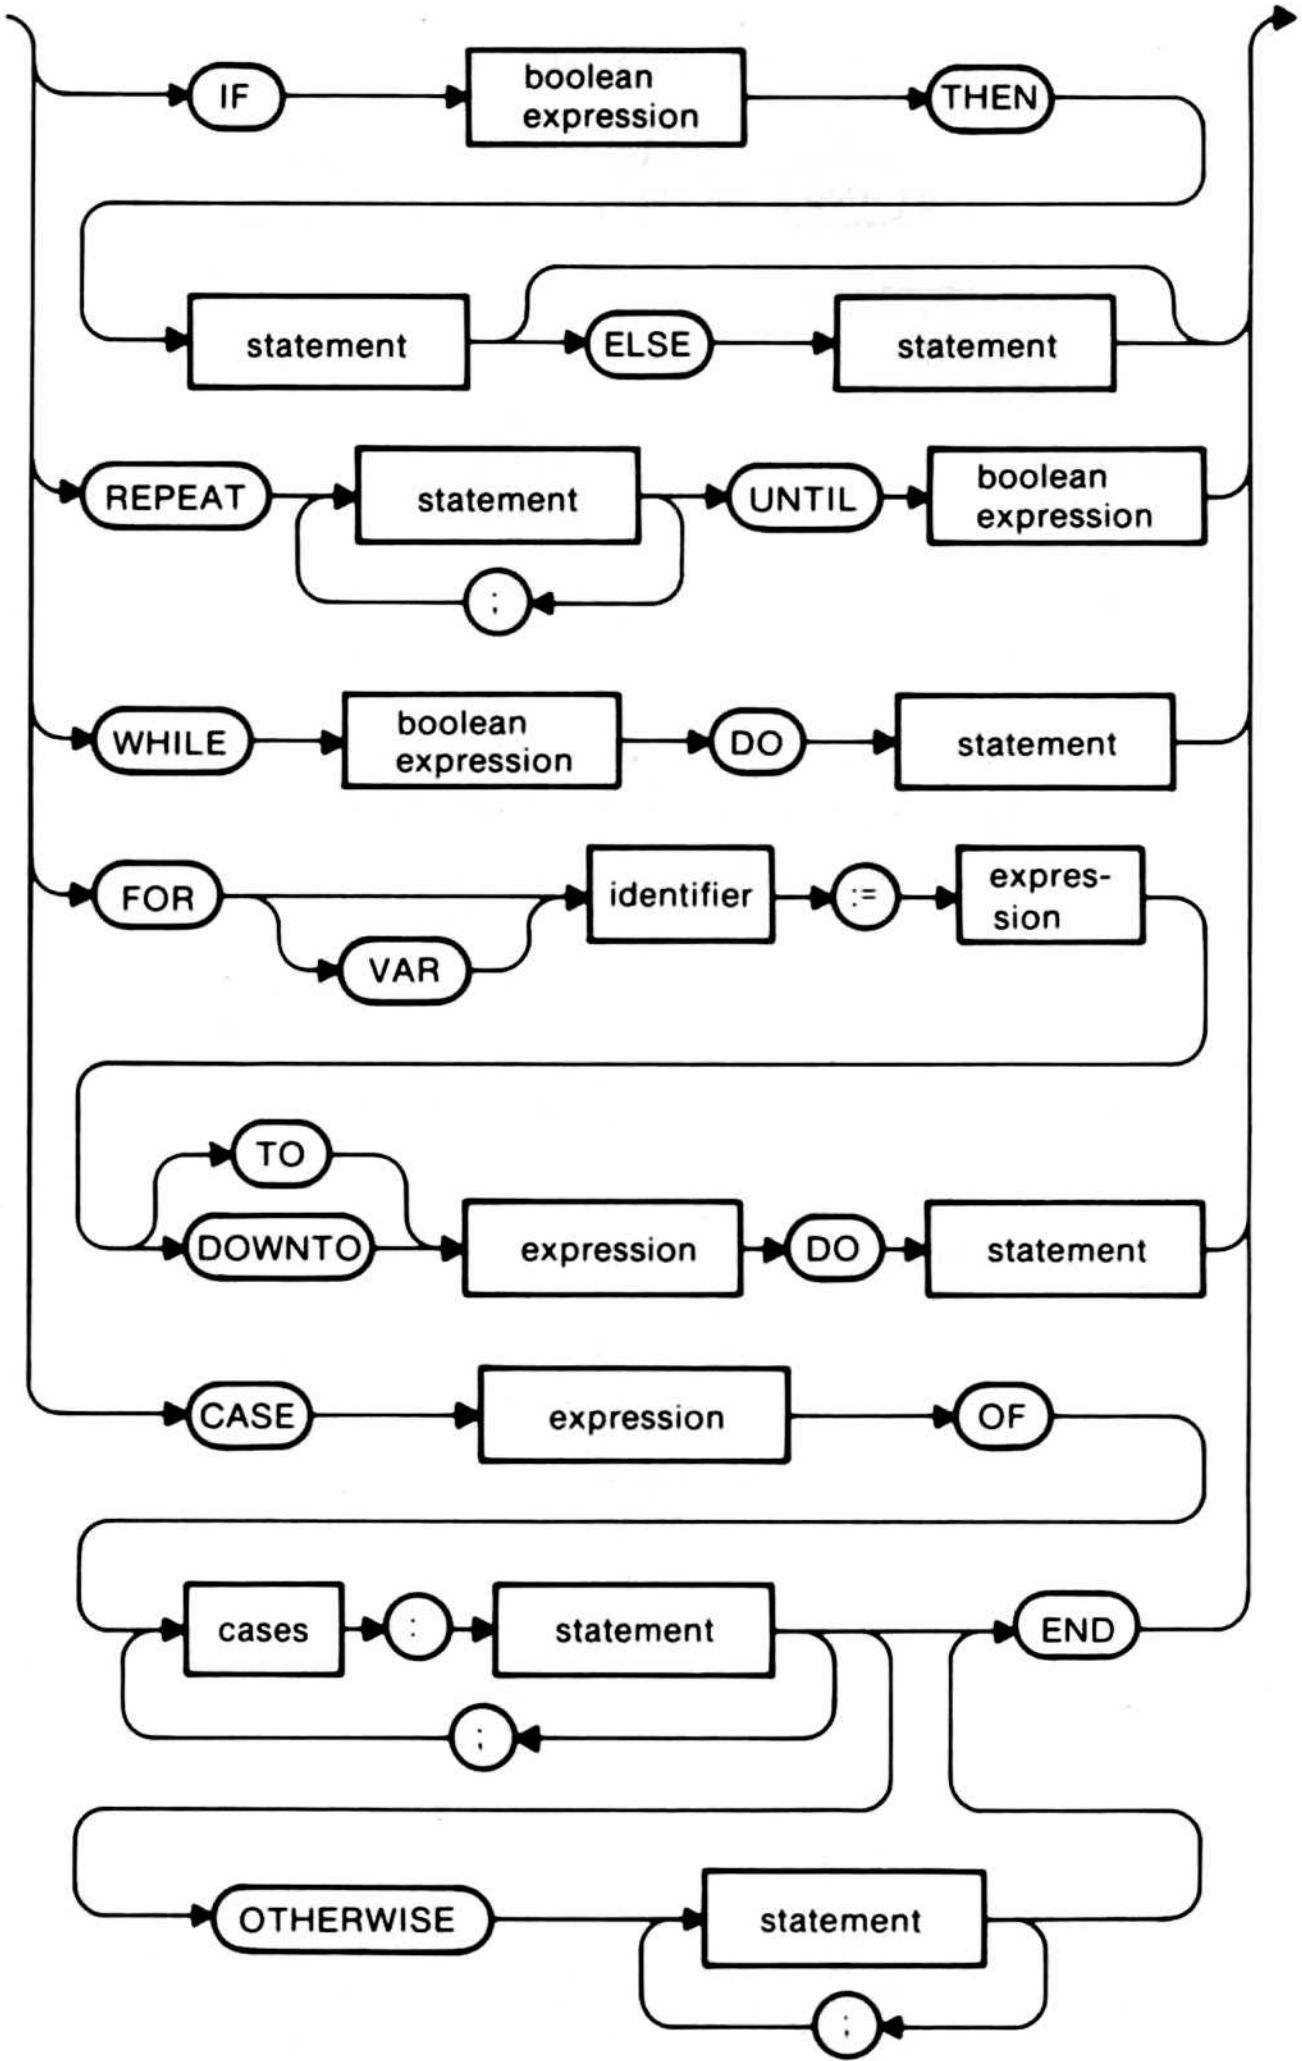 IF
boolean
expression
THEN
statement
ELSE
statement
REPEAT
statement
UNTIL
boolean
expression
;
WHILE
boolean
expression
DO
statement
FOR
identifier
:=
expres-
sion
VAR
TO
DOWNTO
expression
DO
statement
CASE
expression
OF
cases
:
statement
END
;
OTHERWISE
statement
;